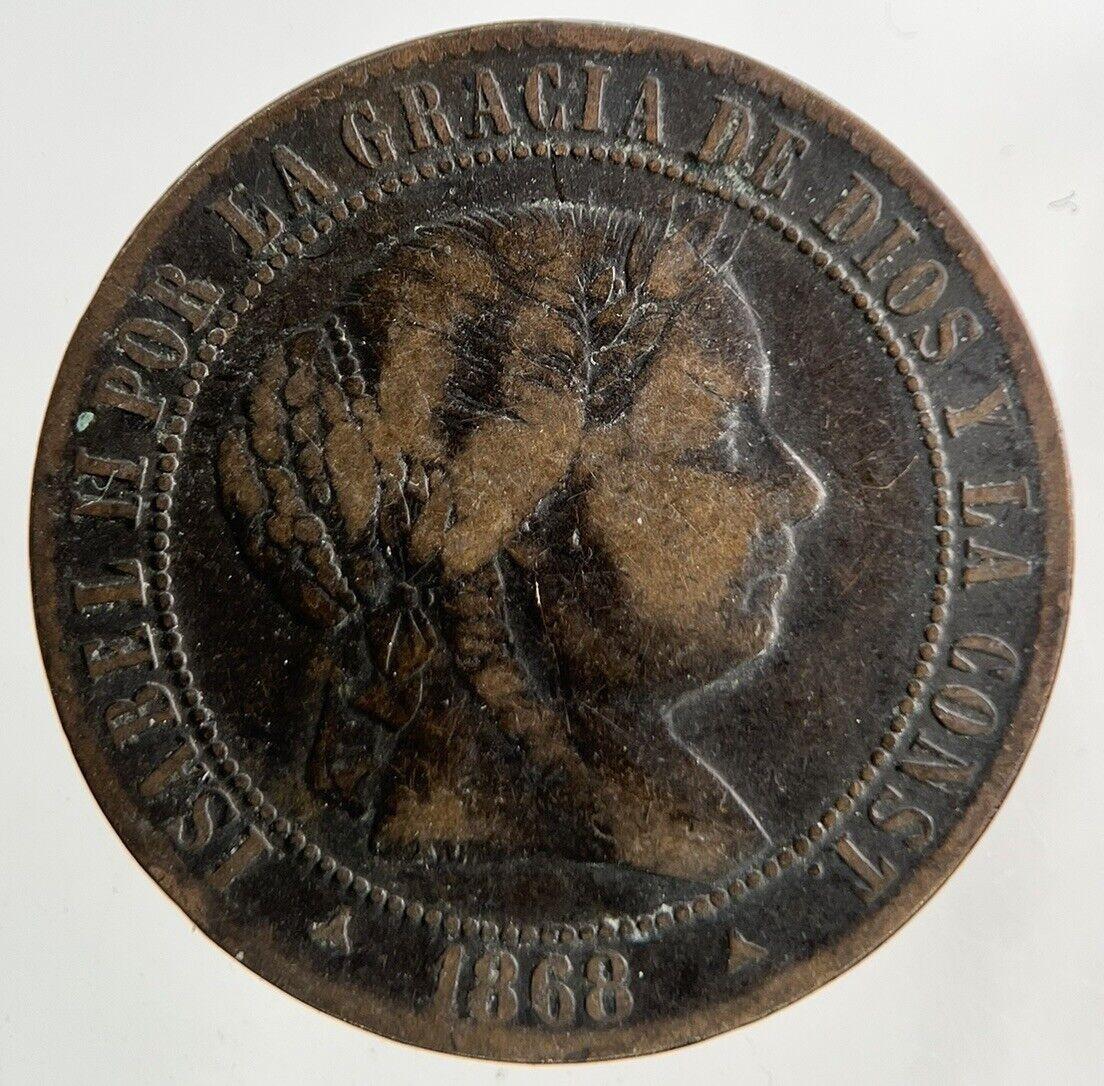 ISABEL II POR LA GRACIA DE DIOS Y LA CONST.
1868